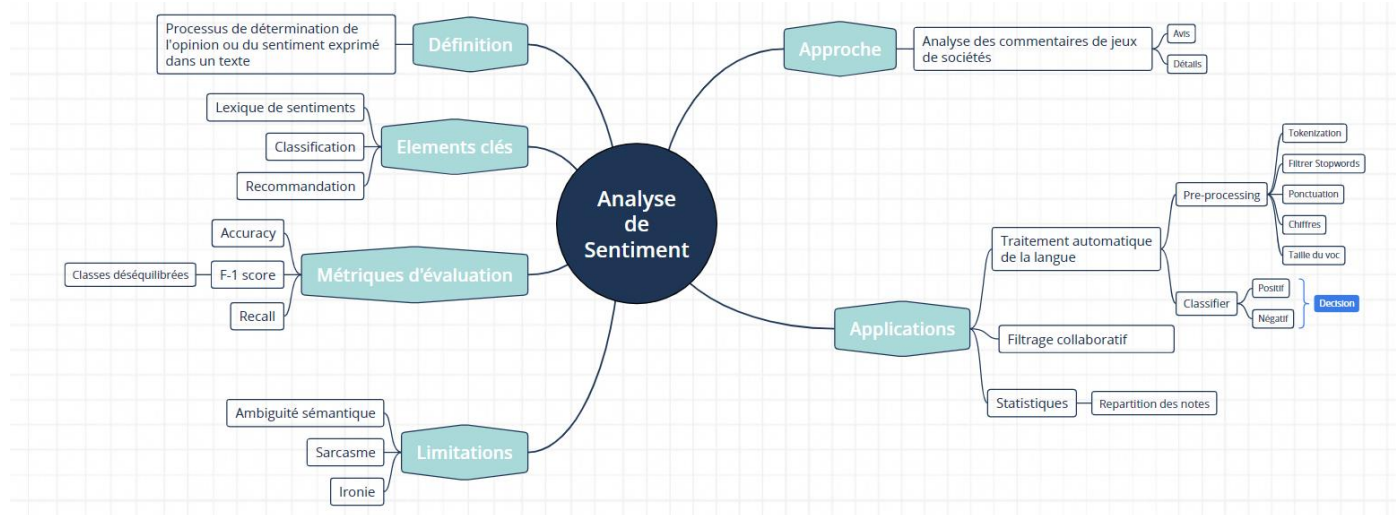 Analyse
de
Sentiment
Définition
Processus de détermination de
l'opinion ou du sentiment exprimé
dans un texte
Elements clés
Lexique de sentiments
Classification
Recommandation
Métriques d'évaluation
Accuracy
F-1 score
Classes déséquilibrées
Recall
Limitations
Ambiguité sémantique
Sarcasme
Ironie
Approche
Analyse des commentaires de jeux
de sociétés
Avis
Détails
Applications
Traitement automatique
de la langue
Pre-processing
Tokenization
Filtrer Stopwords
Ponctuation
Chiffres
Taille du voc
Classifier
Positif
Négatif
Decision
Filtrage collaboratif
Statistiques
Repartition des notes